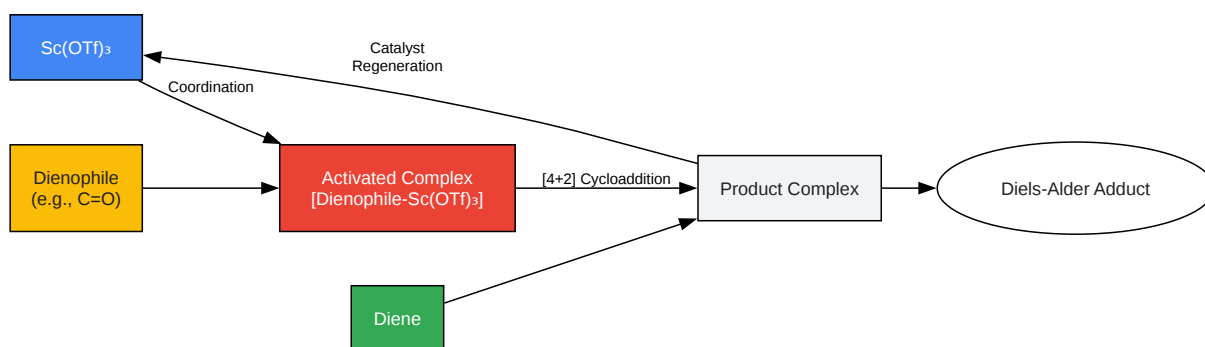 Sc(OTf)₃
Catalyst
Regeneration
Coordination
Dienophile
(e.g., C=O)
Activated Complex
[Dienophile-Sc(OTf)₃]
[4+2] Cycloaddition
Product Complex
Diels-Alder Adduct
Diene